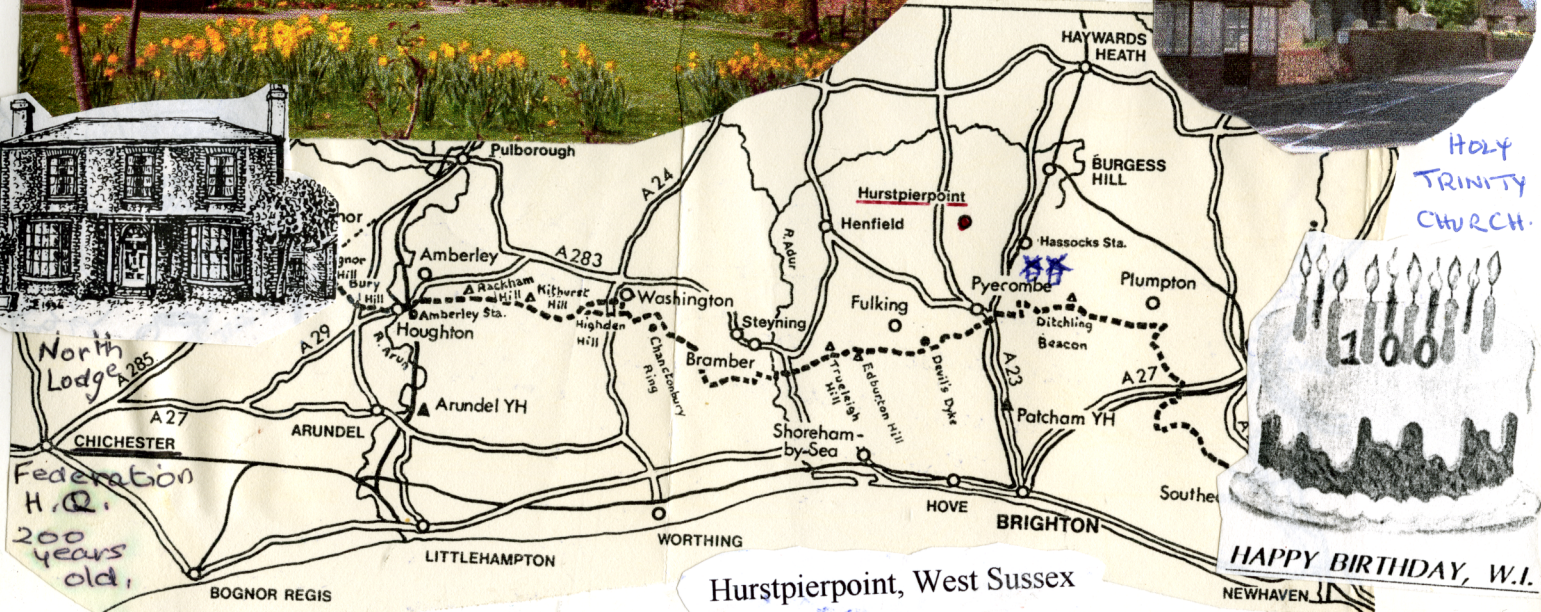 HAYWARDS
HEATH
HOLY
TRINITY
CHURCH.
Pulborough
A 24
BURGESS
HILL
Hurstpierpoint
Henfield
R. Adur
Hassocks Sta.
Amberley
A 283
Bury
Hill
Rackham
Hill
Kithurst
Hill
Washington
Pyecombe
Plumpton
Fulking
Amberley Sta.
Houghton
Highden
Hill
Steyning
Ditchling
Beacon
North
Lodge
A 285
A 29
R. Arun
Chanctonbury
Ring
Bramber
Truleigh
Hill
Edburton Hill
Devil's Dyke
A 23
A 27
100
A 27
Arundel YH
Patcham YH
ARUNDEL
CHICHESTER
Shoreham-
by-Sea
Federation
H.Q.
200
years
old.
HOVE
BRIGHTON
WORTHING
LITTLEHAMPTON
BOGNOR REGIS
HAPPY BIRTHDAY, W.I.
Hurstpierpoint, West Sussex
NEWHAVEN